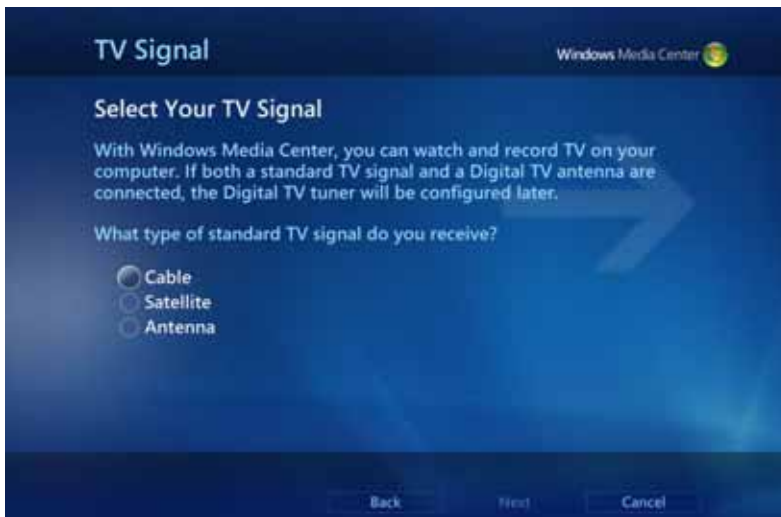 TV Signal
Windows Media Center
Select Your TV Signal
With Windows Media Center, you can watch and record TV on your
computer. If both a standard TV signal and a Digital TV antenna are
connected, the Digital TV tuner will be configured later.
What type of standard TV signal do you receive?
Cable
Satellite
Antenna
Back Next Cancel